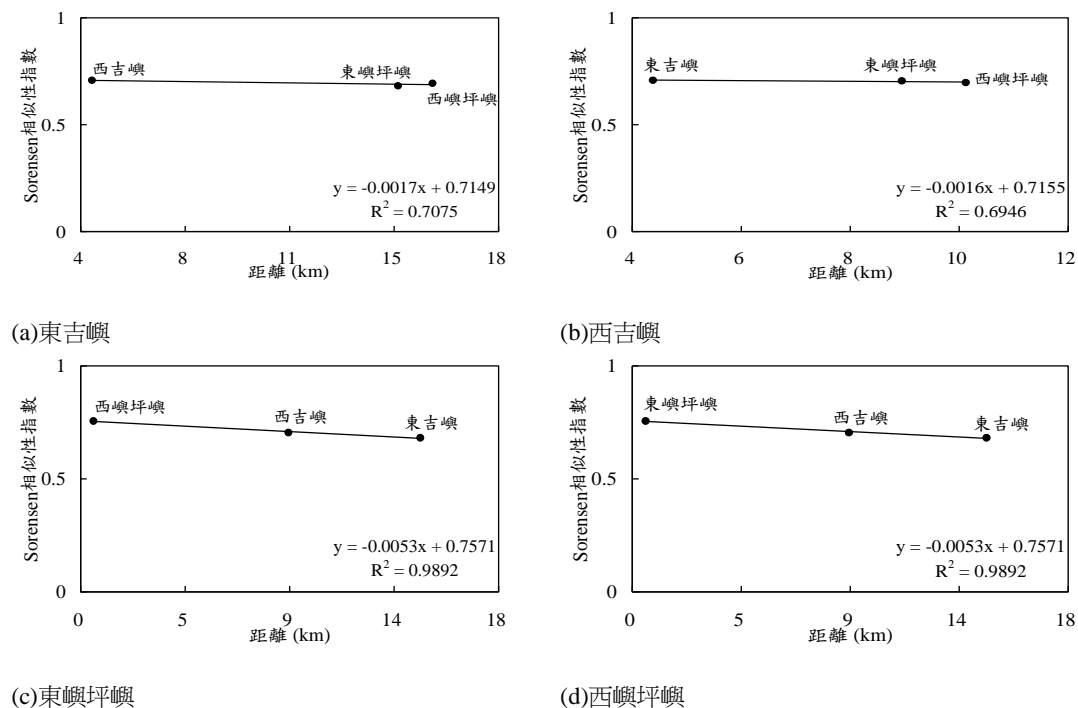 1
Sorensen相似性指數
0.5
0
西吉嶼
東嶼坪嶼
西嶼坪嶼
y = -0.0017x + 0.7149
R² = 0.7075
4 8 11 15 18
距離 (km)
(a)東吉嶼
1
Sorensen相似性指數
0.5
0
東吉嶼
東嶼坪嶼
西嶼坪嶼
y = -0.0016x + 0.7155
R² = 0.6946
4 6 8 10 12
距離 (km)
(b)西吉嶼
1
Sorensen相似性指數
0.5
0
西嶼坪嶼
西吉嶼
東吉嶼
y = -0.0053x + 0.7571
R² = 0.9892
0 5 9 14 18
距離 (km)
(c)東嶼坪嶼
1
Sorensen相似性指數
0.5
0
東嶼坪嶼
西吉嶼
東吉嶼
y = -0.0053x + 0.7571
R² = 0.9892
0 5 9 14 18
距離 (km)
(d)西嶼坪嶼